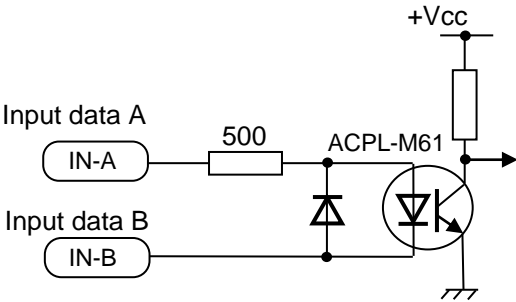 +Vcc
Input data A
500
ACPL-M61
IN-A
Input data B
IN-B